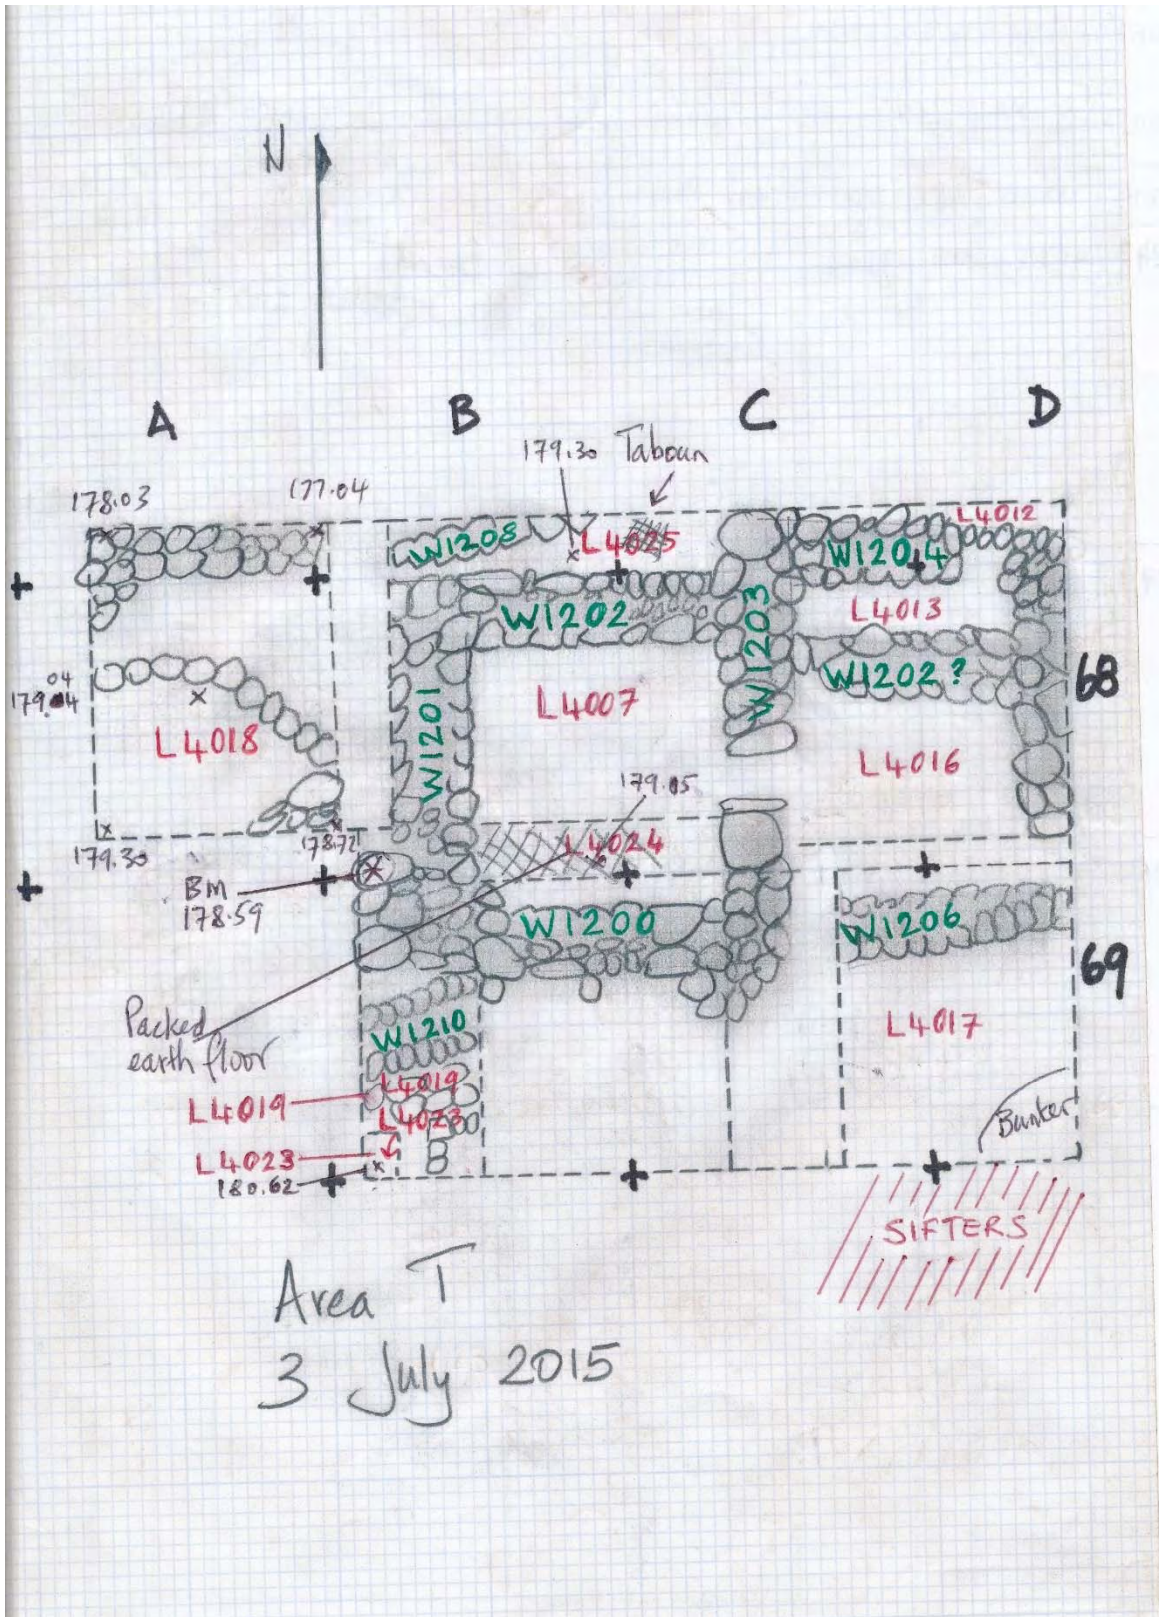 N
A B C D
179.30 Taboun
178.03 177.04
L4012
W1208 L4025 W1204
W1202 W1203 L4013
04
179.04 W1202? 68
W1201 L4007
L4018 L4016
179.05
L4024
179.30 178.72
BM
178.59
W1200 W1206
69
Packed
earth floor
W1210 L4017
L4019 L4019
L4023 Bunker
L4023
180.62
SIFTERS
Area T
3 July 2015